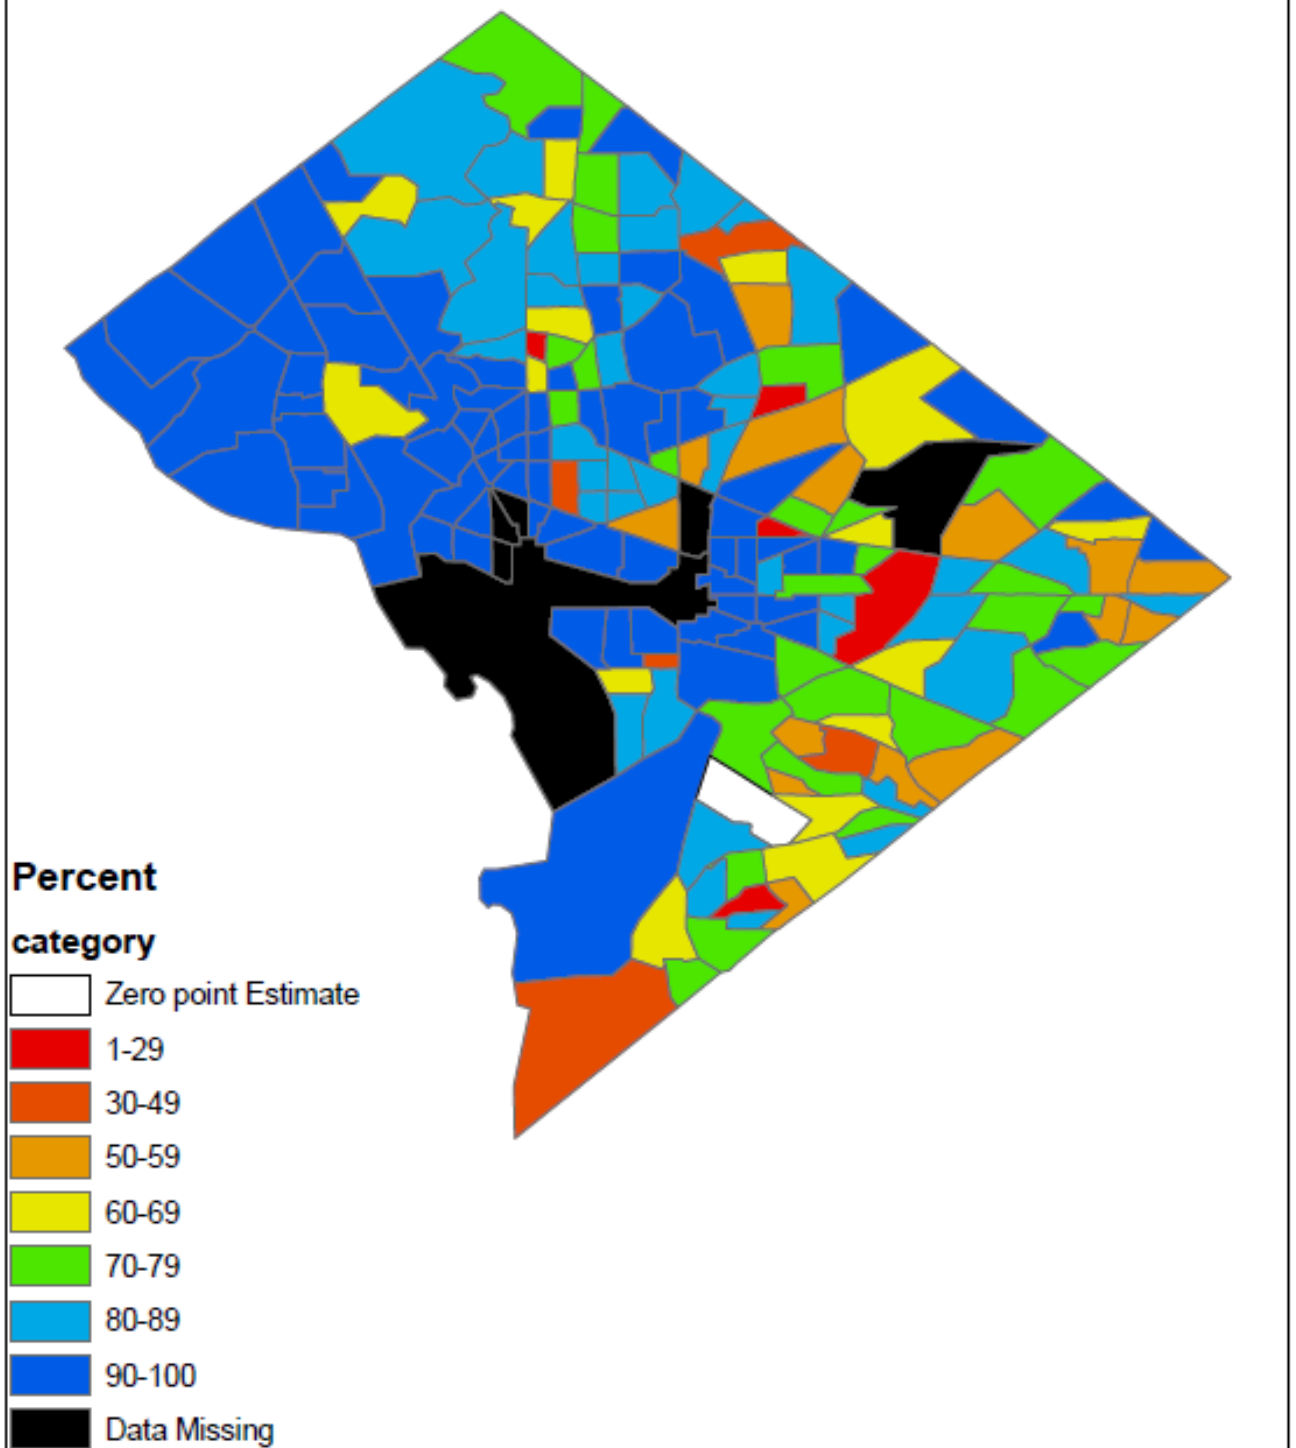 Percent
category
Zero point Estimate
1-29
30-49
50-59
60-69
70-79
80-89
90-100
Data Missing